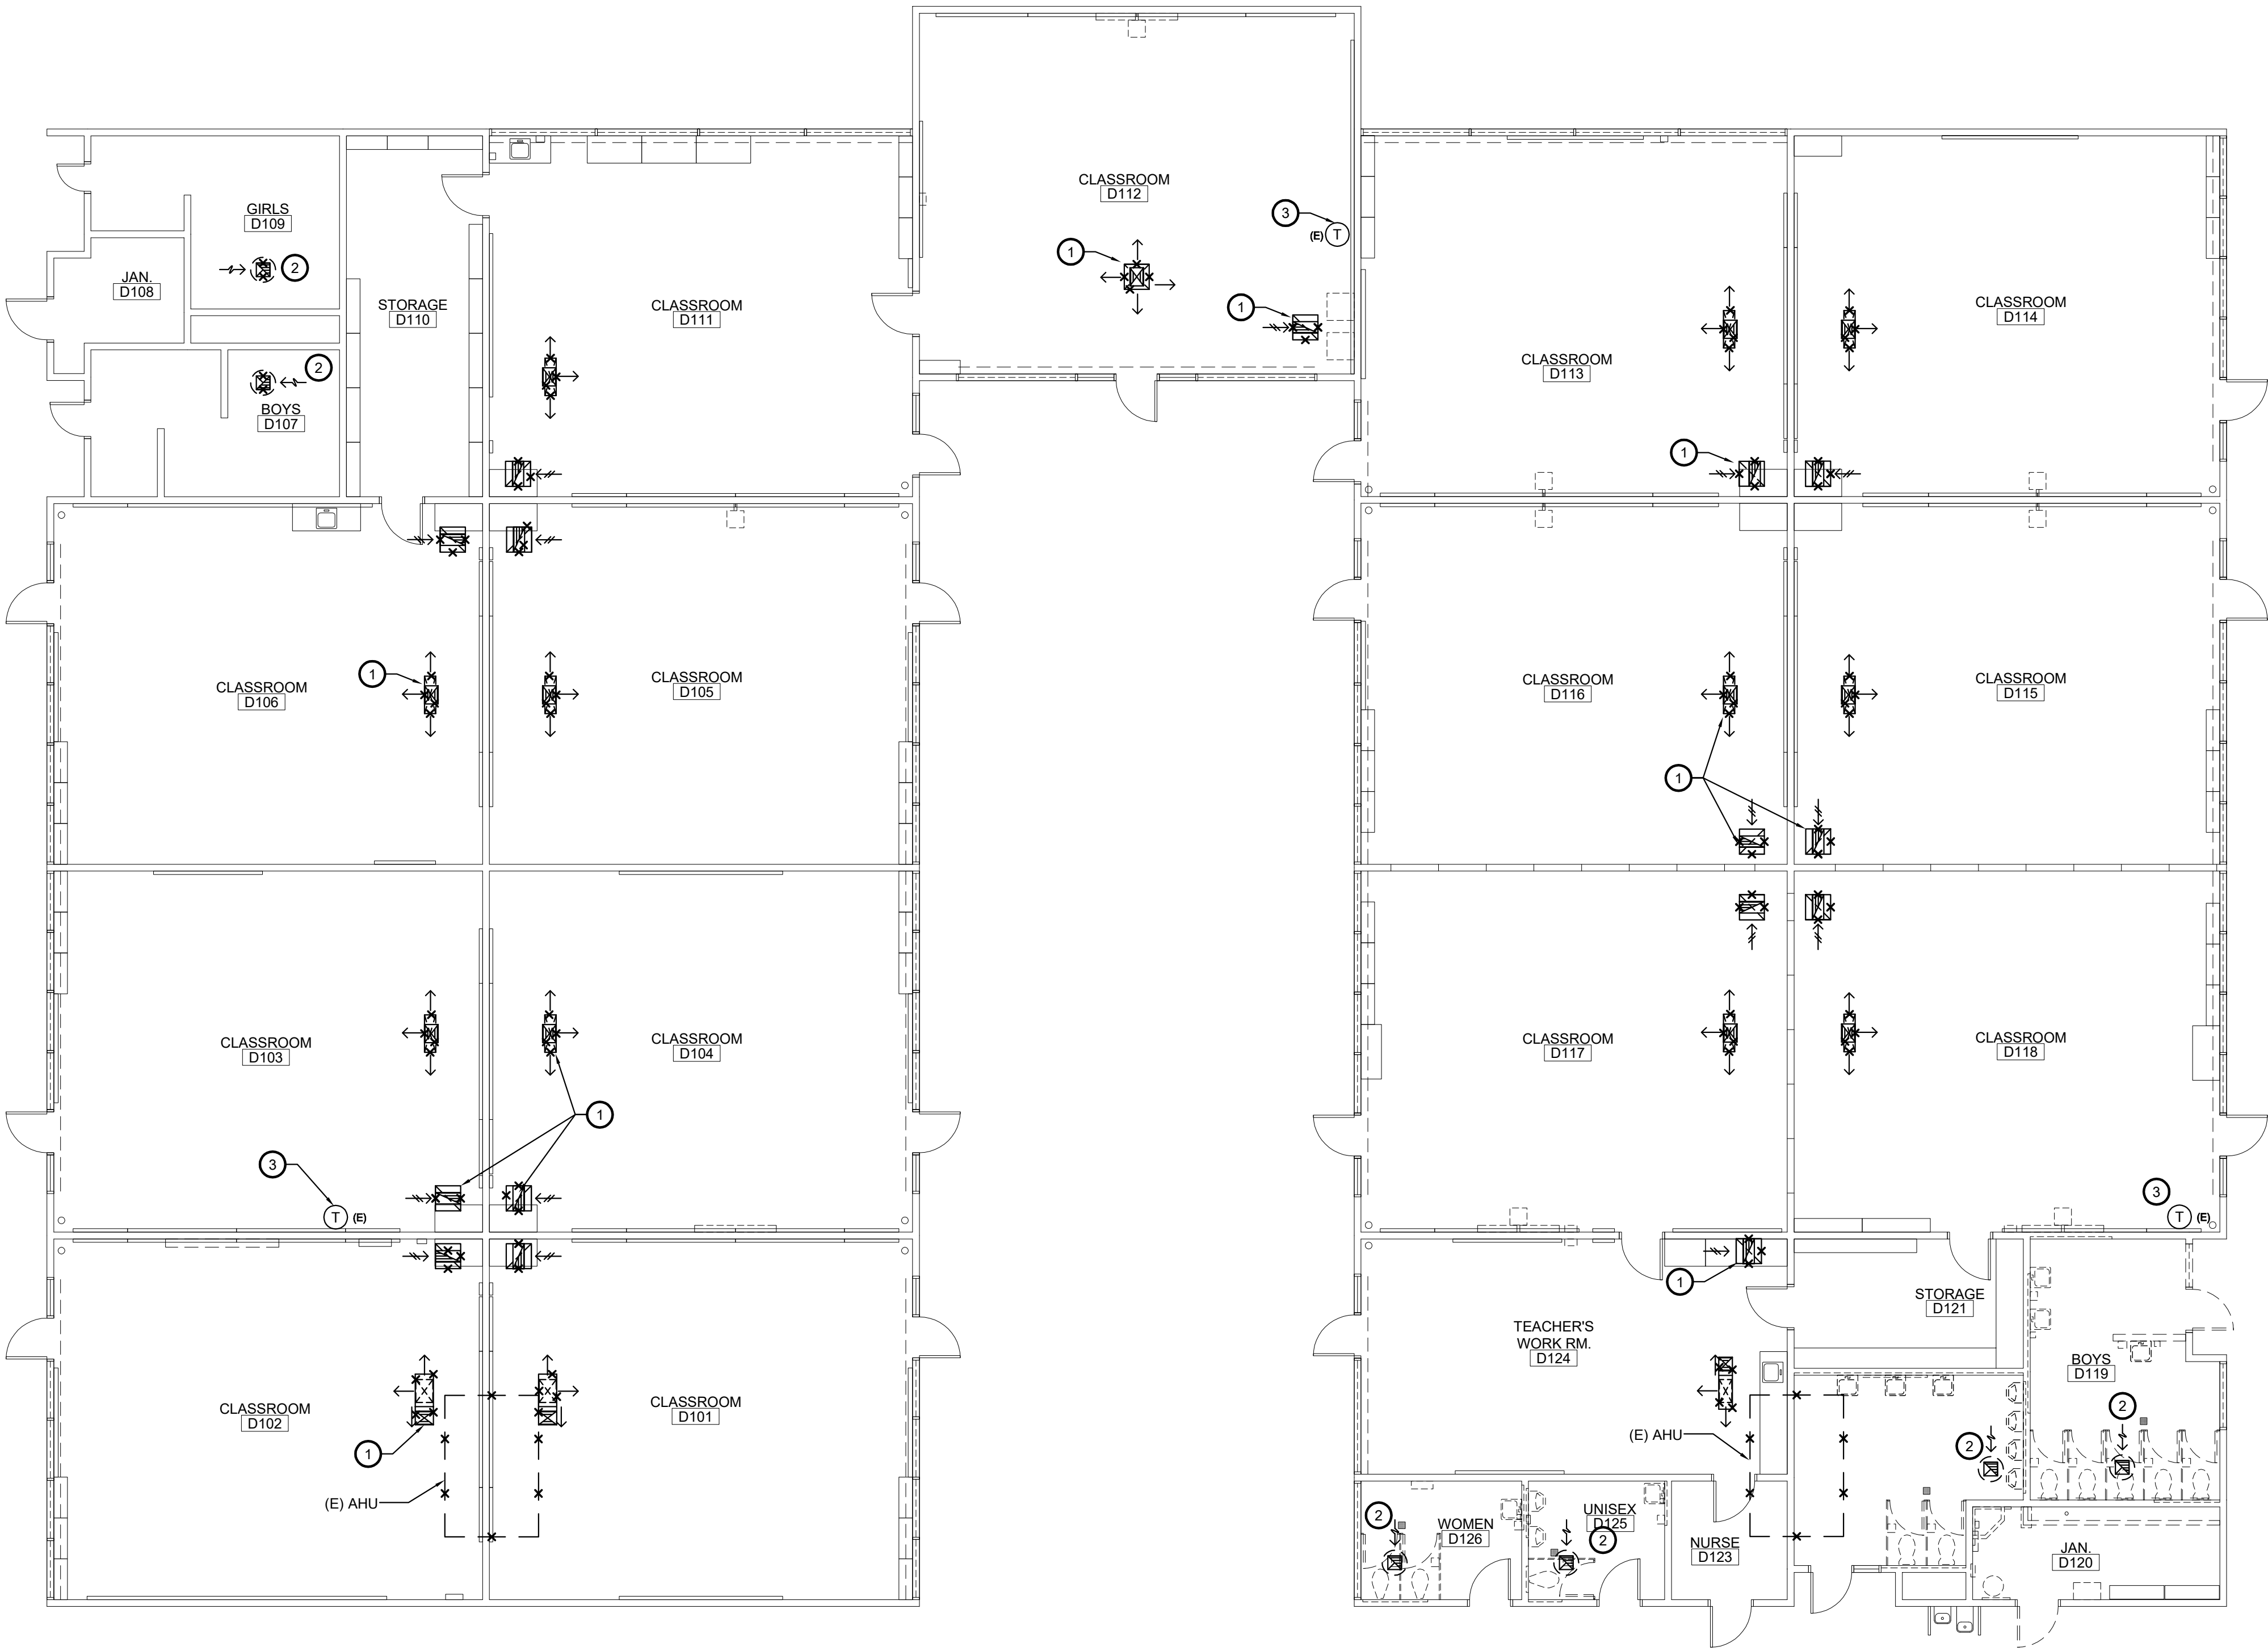 CLASSROOM
D112
3
(E) T
1
1
GIRLS
D109
2
JAN.
D108
STORAGE
D110
CLASSROOM
D111
2
BOYS
D107
CLASSROOM
D113
CLASSROOM
D114
1
CLASSROOM
D106
1
CLASSROOM
D105
CLASSROOM
D116
CLASSROOM
D115
1
CLASSROOM
D103
CLASSROOM
D104
1
3
T (E)
CLASSROOM
D117
CLASSROOM
D118
3
T (E)
1
CLASSROOM
D102
1
(E) AHU
CLASSROOM
D101
TEACHER'S
WORK RM.
D124
(E) AHU
STORAGE
D121
BOYS
D119
2
2
2
WOMEN
D126
UNISEX
D125
2
NURSE
D123
JAN.
D120